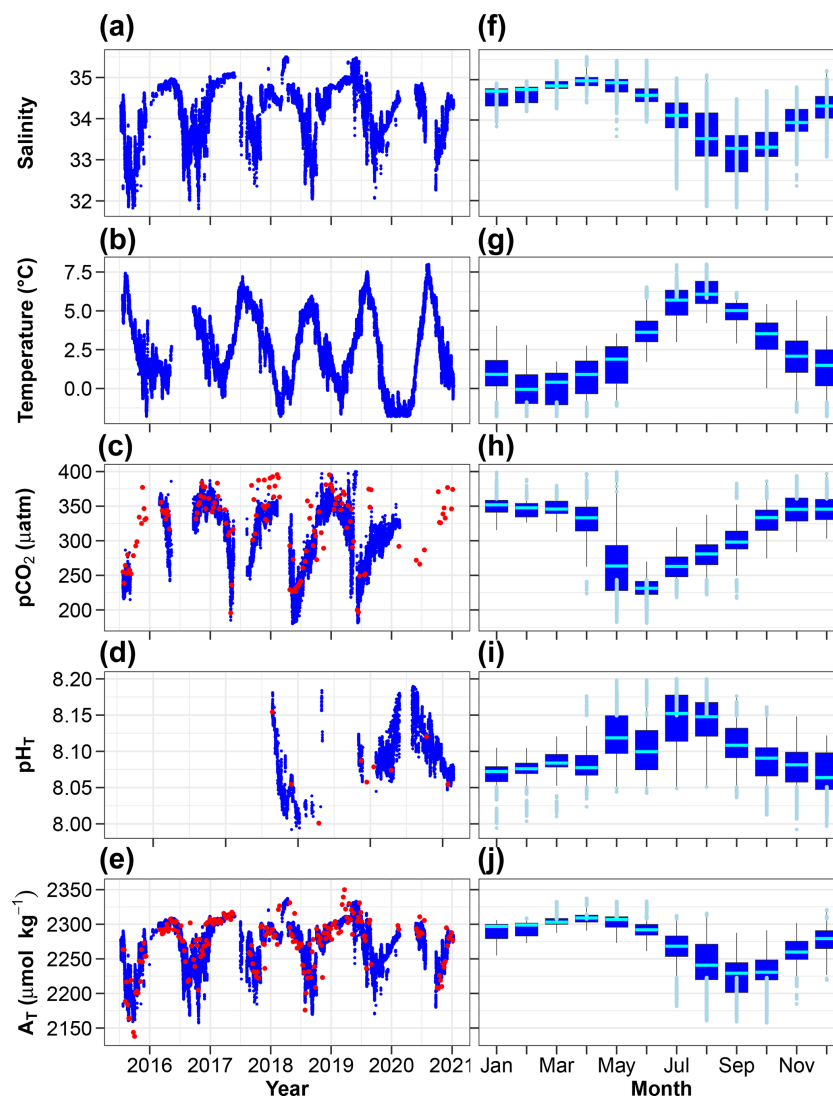 (a)
(f)
35
34
33
32
Salinity
(b)
(g)
7.5
5.0
2.5
0.0
Temperature (°C)
(c)
(h)
400
350
300
250
200
pCO₂ (µatm)
(d)
(i)
8.20
8.15
8.10
8.05
8.00
pH_T
(e)
(j)
2350
2300
2250
2200
2150
A_T (µmol kg⁻¹)
2016 2017 2018 2019 2020 2021
Jan Mar May Jul Sep Nov
Year
Month